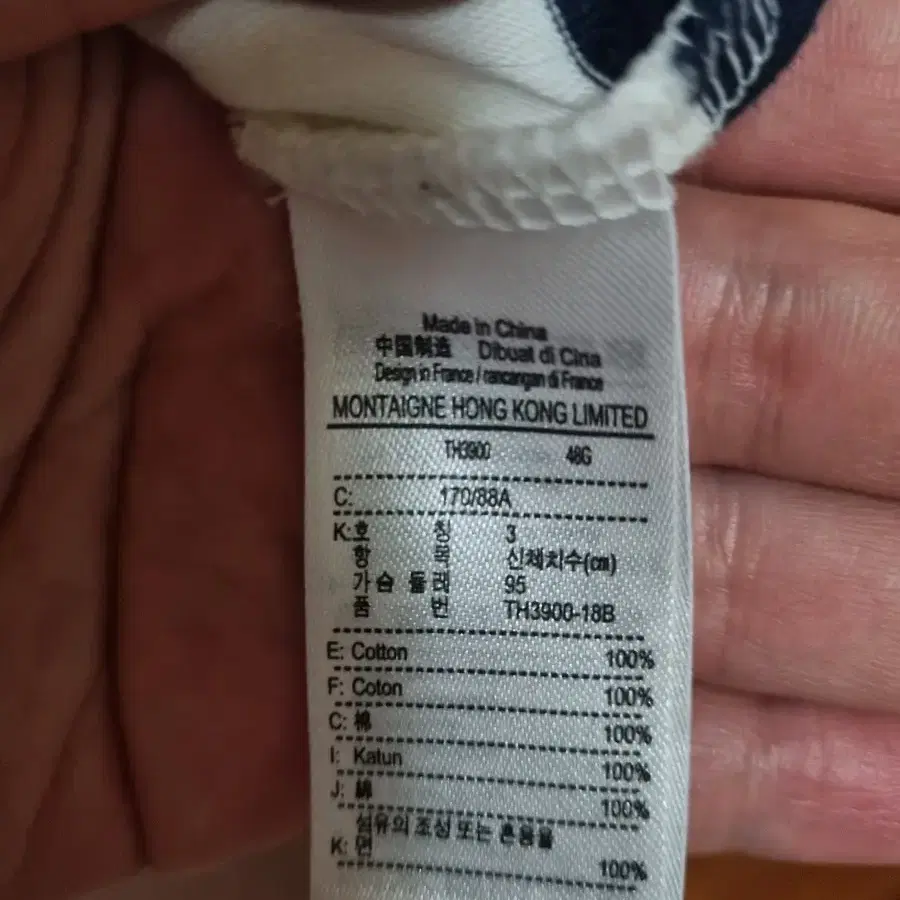 Made in China
中国制造 Dibuat di Cina
Design in France / rancangan di France
MONTAIGNE HONG KONG LIMITED
TH3900 48G
C: 170/88A
K:호 칭 3
항 목 신체치수(cm)
가슴 둘레 95
품 번 TH3900-18B
E: Cotton 100%
F: Coton 100%
C: 棉 100%
I: Katun 100%
J: 綿 100%
섬유의 조성 또는 혼용율
K: 면 100%